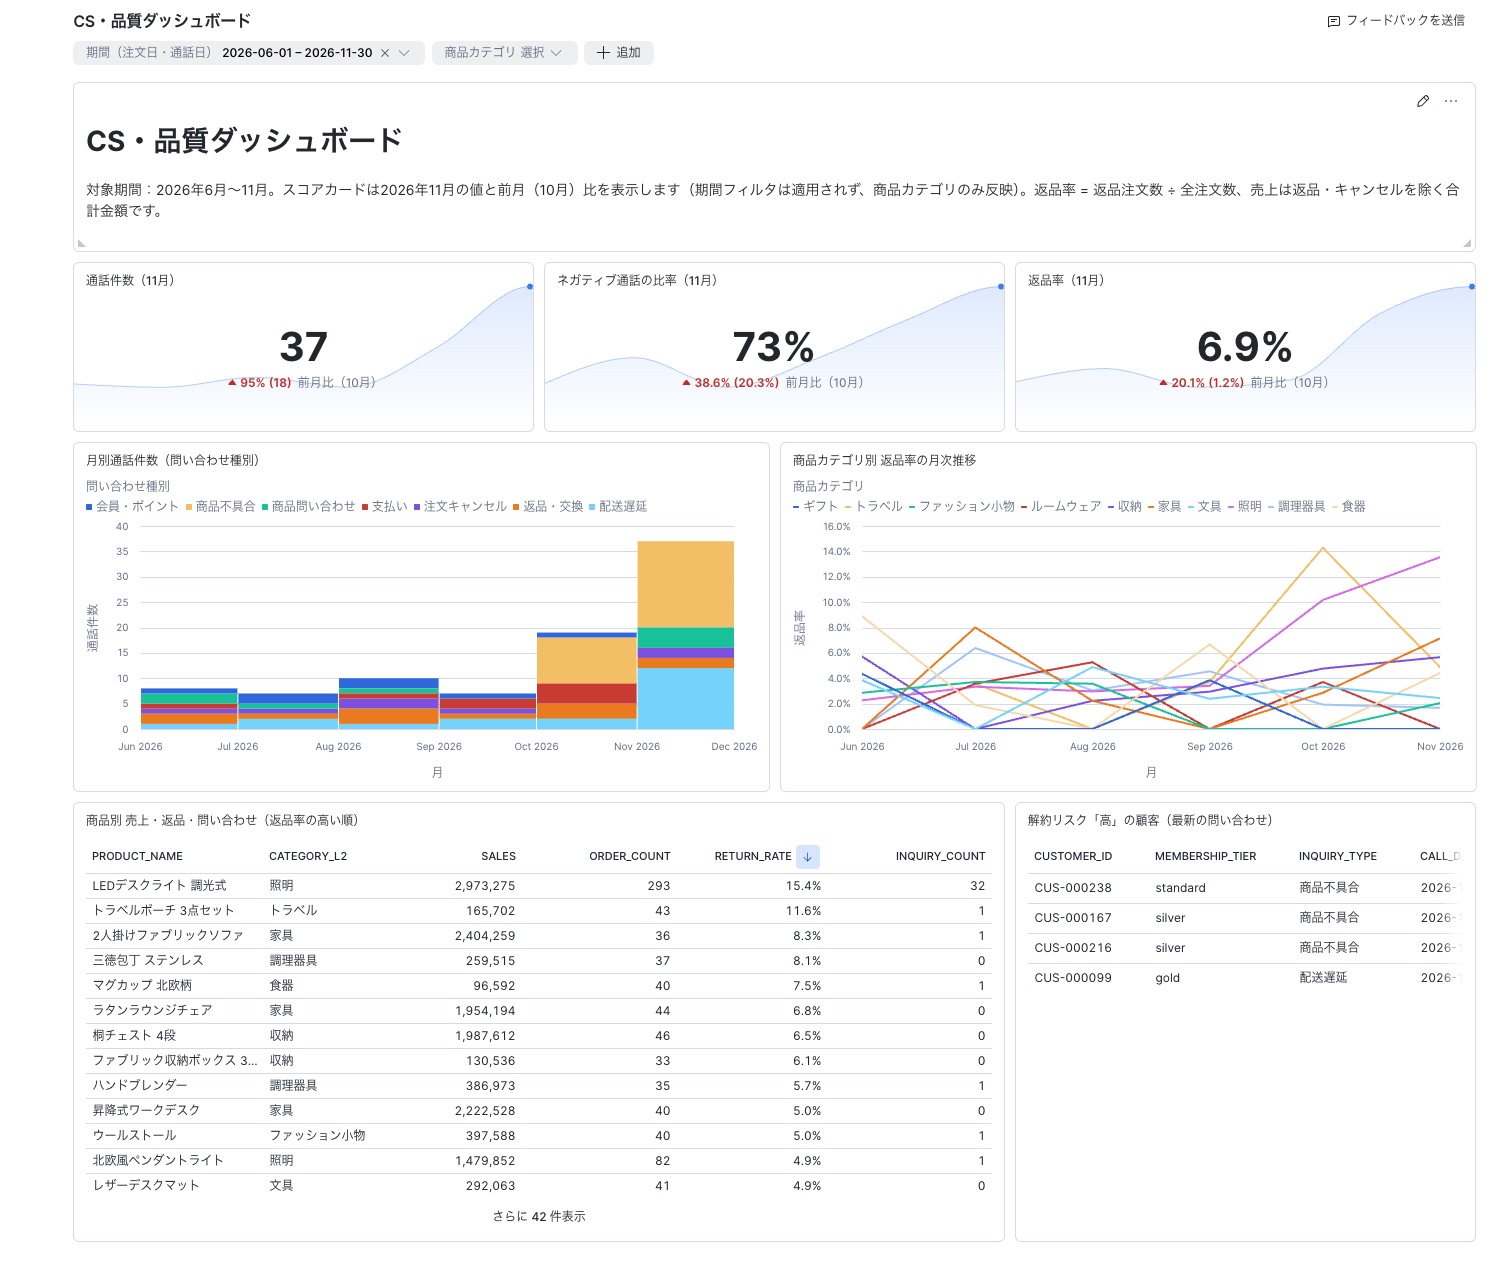 CS・品質ダッシュボード
フィードバックを送信
期間（注文日・通話日） 2026-06-01 – 2026-11-30
商品カテゴリ 選択
追加
CS・品質ダッシュボード
対象期間：2026年6月〜11月。スコアカードは2026年11月の値と前月（10月）比を表示します（期間フィルタは適用されず、商品カテゴリのみ反映）。返品率 = 返品注文数 ÷ 全注文数、売上は返品・キャンセルを除く合
計金額です。
通話件数（11月）
37
95% (18) 前月比（10月）
ネガティブ通話の比率（11月）
73%
38.6% (20.3%) 前月比（10月）
返品率（11月）
6.9%
20.1% (1.2%) 前月比（10月）
月別通話件数（問い合わせ種別）
問い合わせ種別
会員・ポイント 商品不具合 商品問い合わせ 支払い 注文キャンセル 返品・交換 配送遅延
40
35
30
25
20
15
10
5
0
通話件数
Jun 2026 Jul 2026 Aug 2026 Sep 2026 Oct 2026 Nov 2026 Dec 2026
月
商品カテゴリ別 返品率の月次推移
商品カテゴリ
ギフト トラベル ファッション小物 ルームウェア 収納 家具 文具 照明 調理器具 食器
16.0%
14.0%
12.0%
10.0%
8.0%
6.0%
4.0%
2.0%
0.0%
返品率
Jun 2026 Jul 2026 Aug 2026 Sep 2026 Oct 2026 Nov 2026
月
商品別 売上・返品・問い合わせ（返品率の高い順）
PRODUCT_NAME CATEGORY_L2 SALES ORDER_COUNT RETURN_RATE INQUIRY_COUNT
LEDデスクライト 調光式 照明 2,973,275 293 15.4% 32
トラベルポーチ 3点セット トラベル 165,702 43 11.6% 1
2人掛けファブリックソファ 家具 2,404,259 36 8.3% 1
三徳包丁 ステンレス 調理器具 259,515 37 8.1% 0
マグカップ 北欧柄 食器 96,592 40 7.5% 1
ラタンラウンジチェア 家具 1,954,194 44 6.8% 0
桐チェスト 4段 収納 1,987,612 46 6.5% 0
ファブリック収納ボックス 3... 収納 130,536 33 6.1% 0
ハンドブレンダー 調理器具 386,973 35 5.7% 1
昇降式ワークデスク 家具 2,222,528 40 5.0% 0
ウールストール ファッション小物 397,588 40 5.0% 1
北欧風ペンダントライト 照明 1,479,852 82 4.9% 1
レザーデスクマット 文具 292,063 41 4.9% 0
さらに 42 件表示
解約リスク「高」の顧客（最新の問い合わせ）
CUSTOMER_ID MEMBERSHIP_TIER INQUIRY_TYPE CALL_D
CUS-000238 standard 商品不具合 2026-
CUS-000167 silver 商品不具合 2026-
CUS-000216 silver 商品不具合 2026-
CUS-000099 gold 配送遅延 2026-